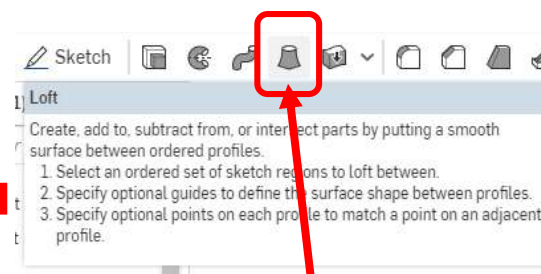 Sketch
Loft
Create, add to, subtract from, or intersect parts by putting a smooth
surface between ordered profiles.
1. Select an ordered set of sketch regions to loft between.
2. Specify optional guides to define the surface shape between profiles.
3. Specify optional points on each profile to match a point on an adjacent
profile.